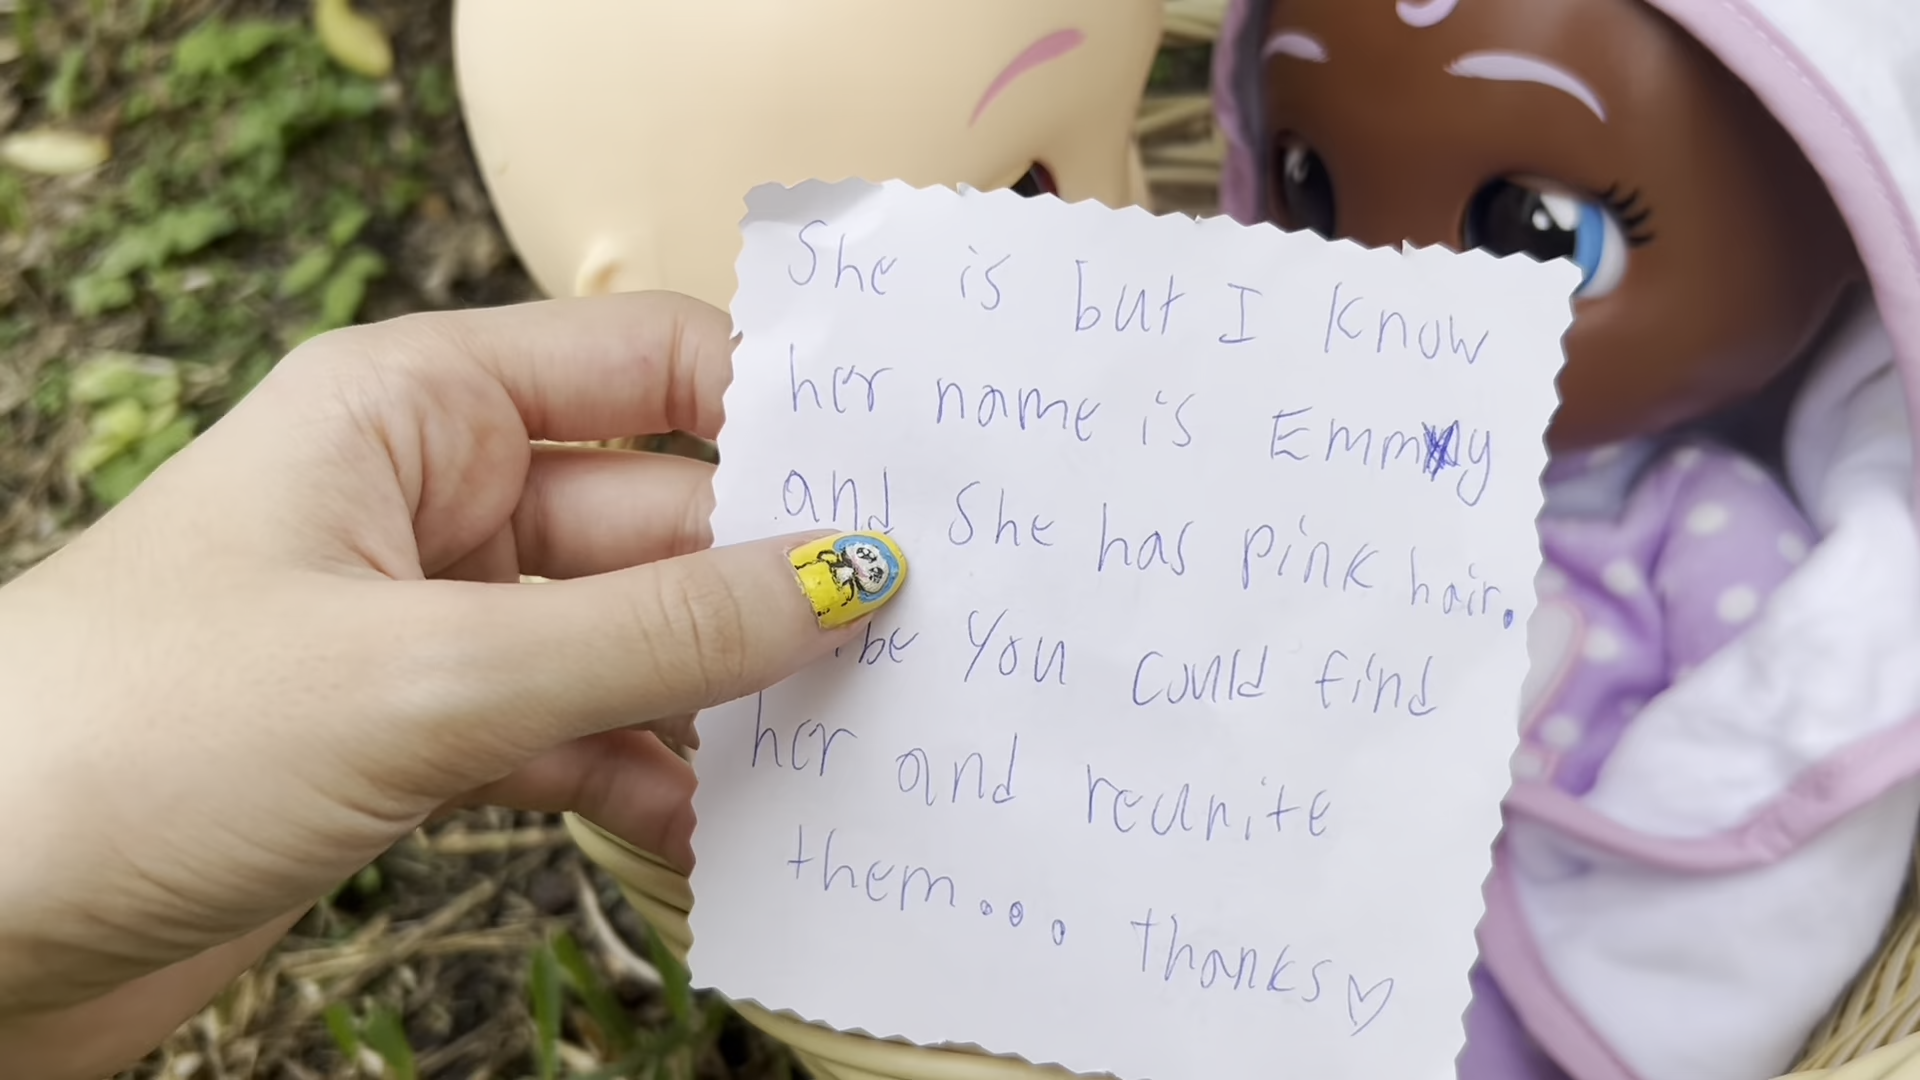 She is but I know
her name is Emmy
and she has pink hair.
be you could find
her and reunite
them... thanks♡